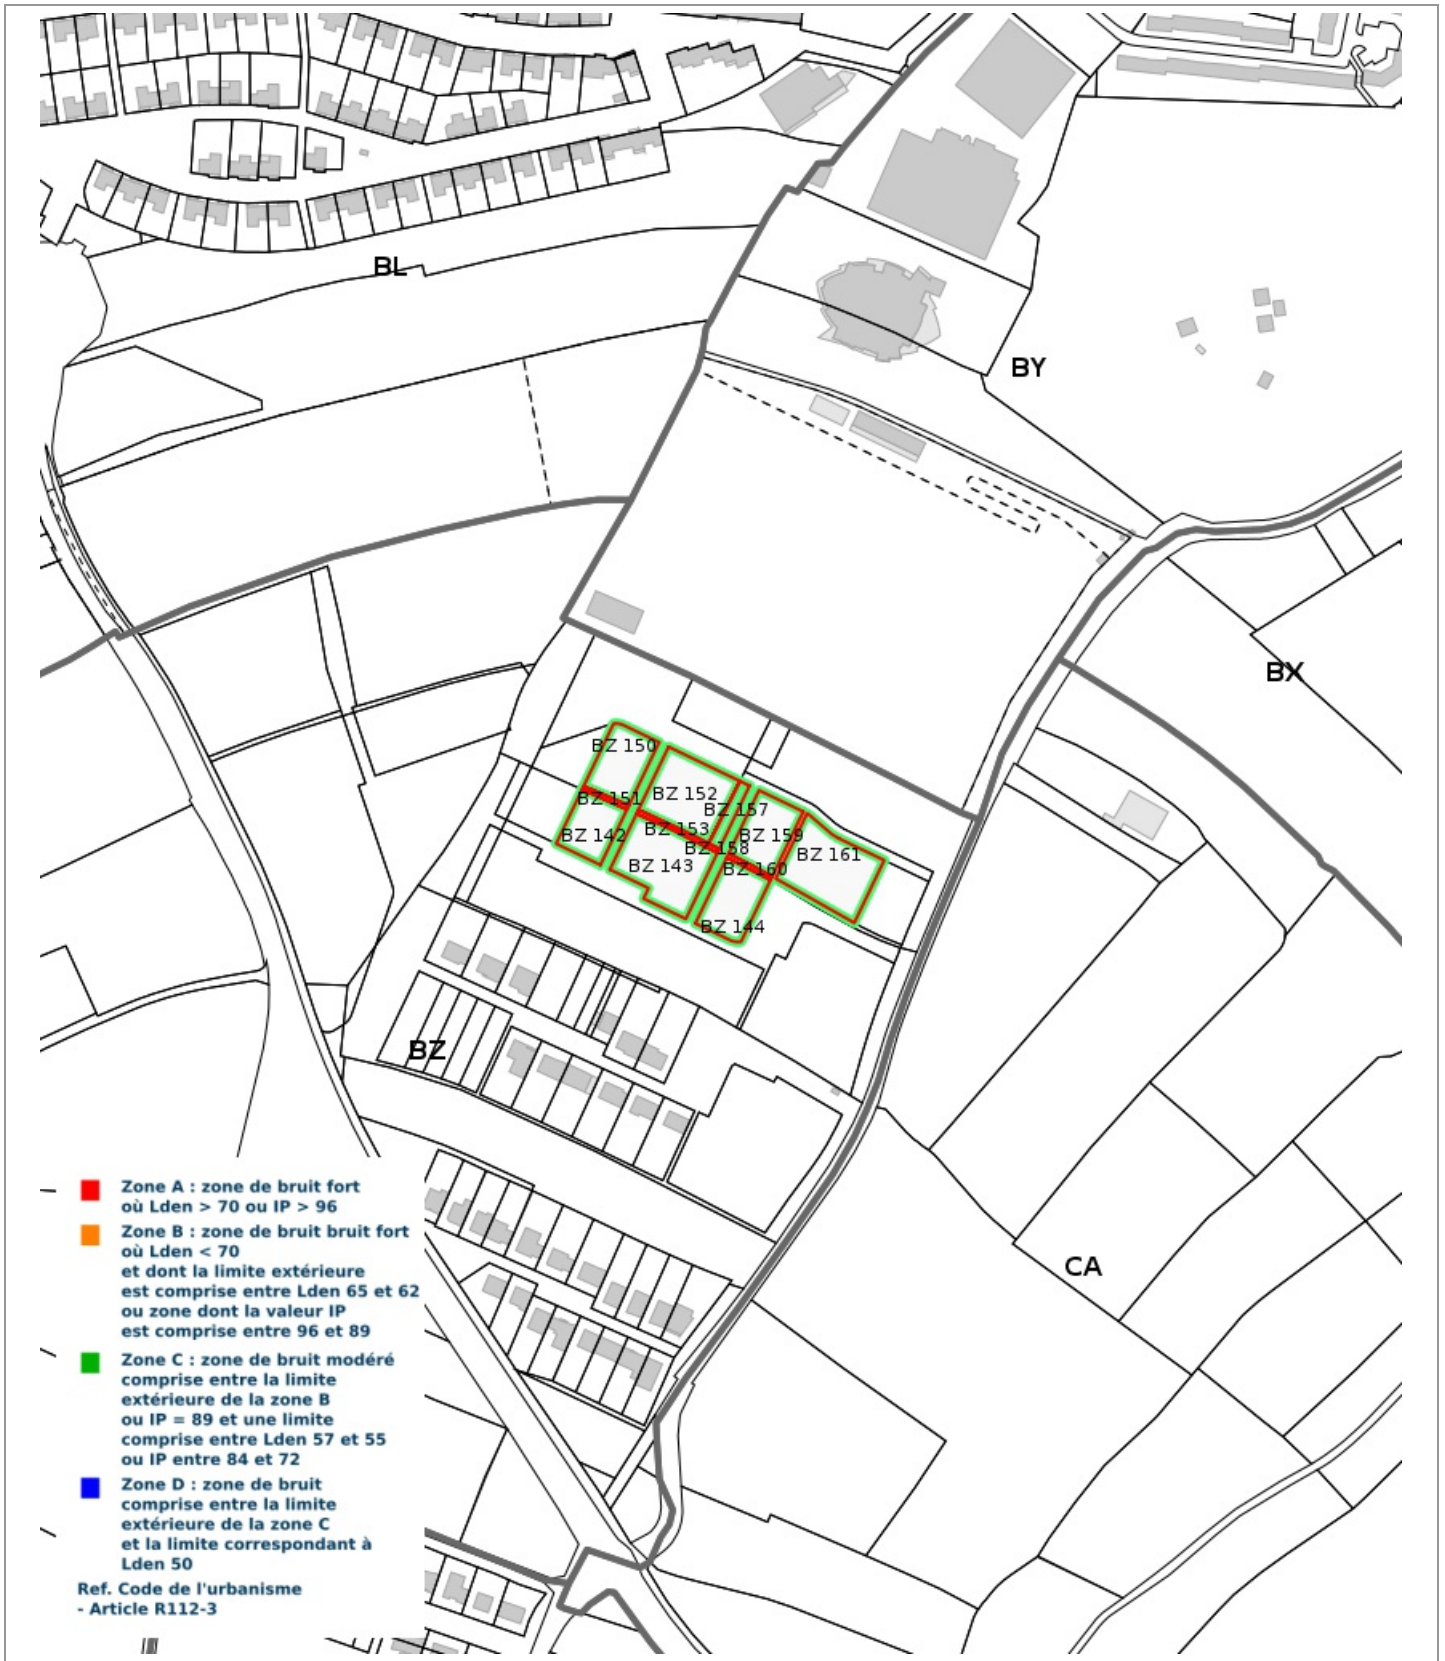 BL
BY
BX
BZ 150
BZ 151
BZ 152
BZ 157
BZ 142
BZ 153
BZ 159
BZ 158
BZ 161
BZ 143
BZ 160
BZ 144
BZ
CA
Zone A : zone de bruit fort
où Lden > 70 ou IP > 96
Zone B : zone de bruit bruit fort
où Lden < 70
et dont la limite extérieure
est comprise entre Lden 65 et 62
ou zone dont la valeur IP
est comprise entre 96 et 89
Zone C : zone de bruit modéré
comprise entre la limite
extérieure de la zone B
ou IP = 89 et une limite
comprise entre Lden 57 et 55
ou IP entre 84 et 72
Zone D : zone de bruit
comprise entre la limite
extérieure de la zone C
et la limite correspondant à
Lden 50
Ref. Code de l'urbanisme
- Article R112-3